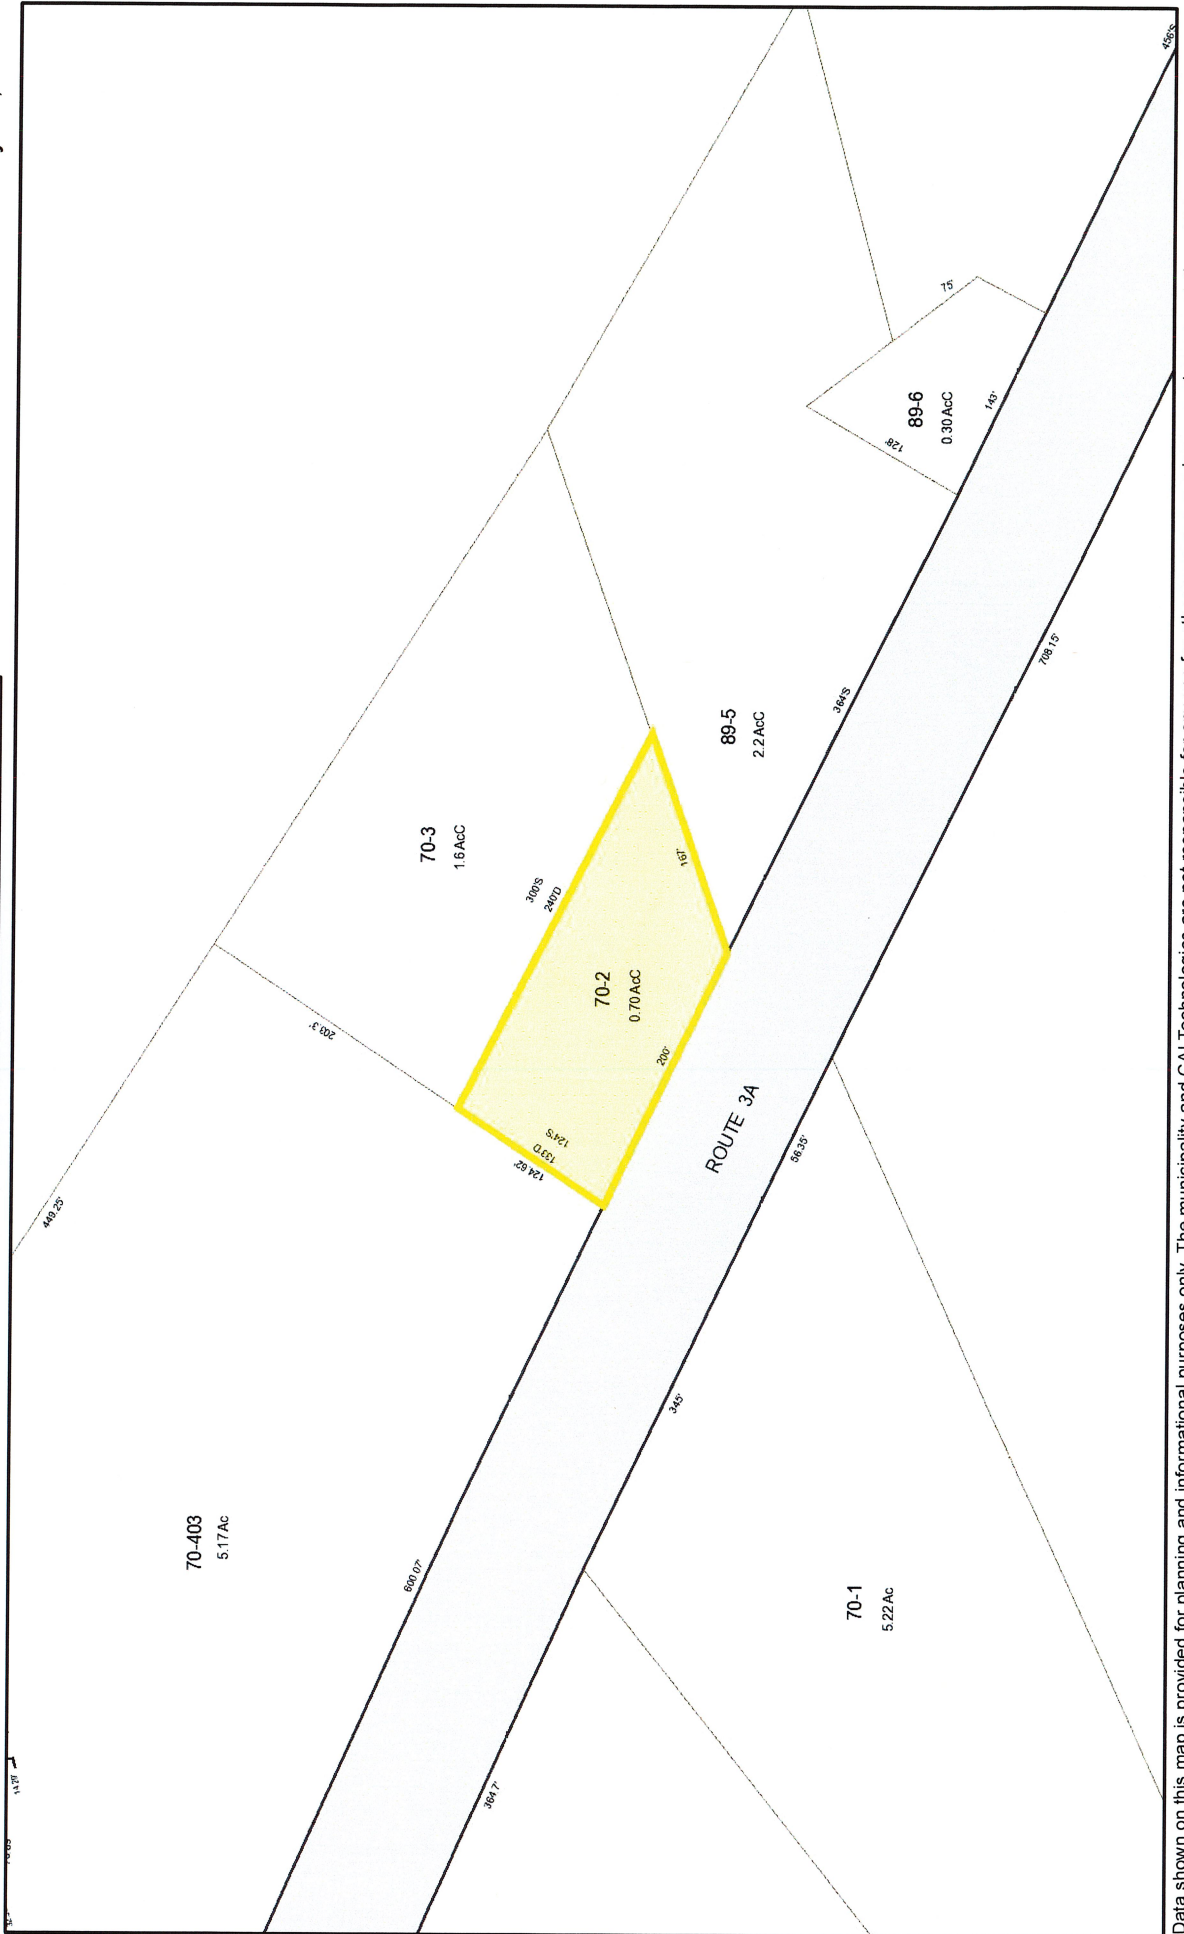 449.25'
203.3'
70-3
1.6 AcC
300'S
240'D
124.62'
133'D
124'S
70-2
0.70 AcC
200'
167'
89-5
2.2 AcC
364'S
89-6
0.30 AcC
128'
75'
143'
456'S
708.15'
ROUTE 3A
56.35'
345'
364.7'
600.07'
70-403
5.17 Ac
70-1
5.22 Ac
14.29'
Data shown on this map is provided for planning and informational purposes only. The municipality and CAI Technologies are not responsible for